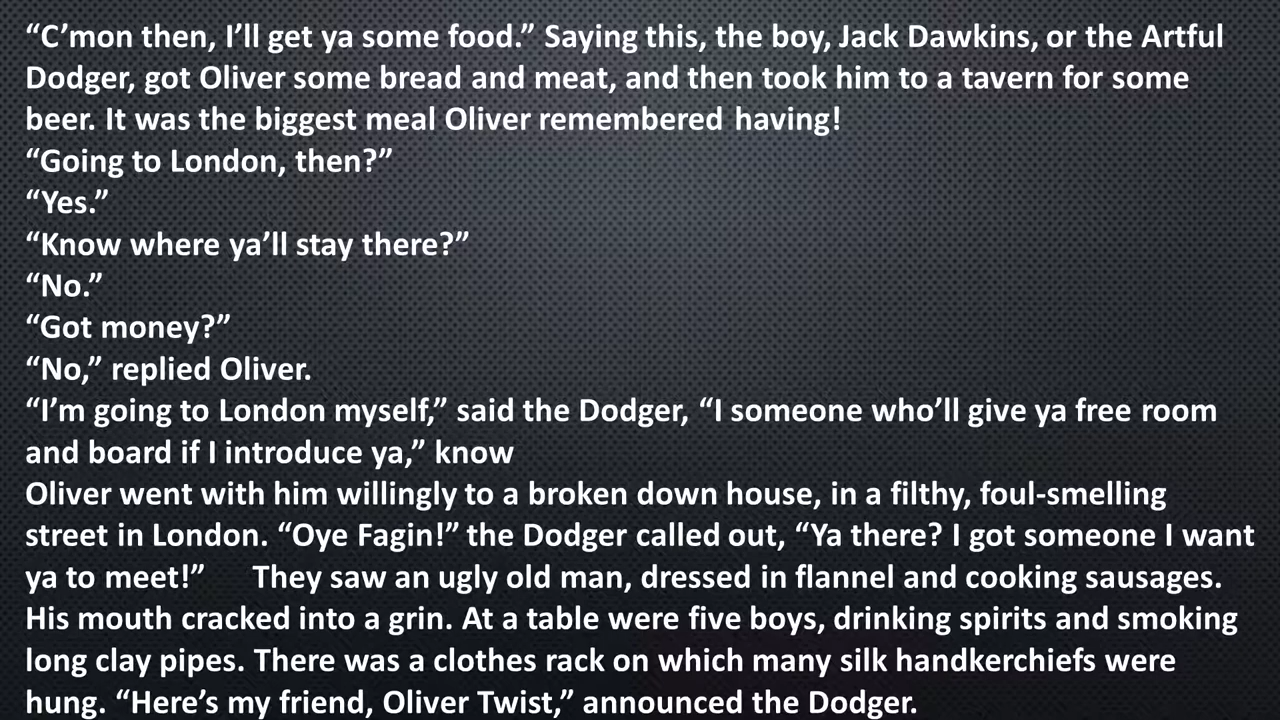 “C’mon then, I’ll get ya some food.” Saying this, the boy, Jack Dawkins, or the Artful
Dodger, got Oliver some bread and meat, and then took him to a tavern for some
beer. It was the biggest meal Oliver remembered having!
“Going to London, then?”
“Yes.”
“Know where ya’ll stay there?”
“No.”
“Got money?”
“No,” replied Oliver.
“I’m going to London myself,” said the Dodger, “I someone who’ll give ya free room
and board if I introduce ya,” know
Oliver went with him willingly to a broken down house, in a filthy, foul-smelling
street in London. “Oye Fagin!” the Dodger called out, “Ya there? I got someone I want
ya to meet!” They saw an ugly old man, dressed in flannel and cooking sausages.
His mouth cracked into a grin. At a table were five boys, drinking spirits and smoking
long clay pipes. There was a clothes rack on which many silk handkerchiefs were
hung. “Here’s my friend, Oliver Twist,” announced the Dodger.